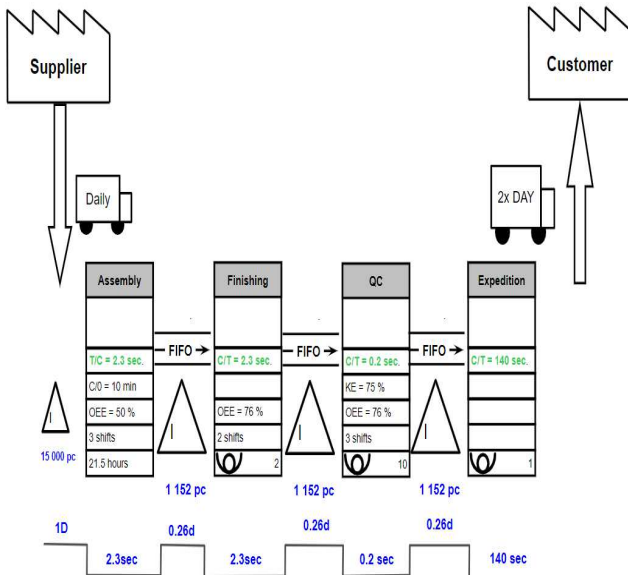 Supplier
Customer
Daily
2x DAY
Assembly
Finishing
QC
Expedition
FIFO
FIFO
FIFO
T/C = 2.3 sec.
C/T = 2.3 sec.
C/T = 0.2 sec.
C/T = 140 sec.
C/0 = 10 min
KE = 75 %
OEE = 50 %
OEE = 76 %
OEE = 76 %
3 shifts
2 shifts
3 shifts
21.5 hours
2
10
1
I
I
I
I
15 000 pc
1 152 pc
1 152 pc
1 152 pc
1D
0.26d
0.26d
0.26d
2.3sec
2.3sec
0.2 sec
140 sec